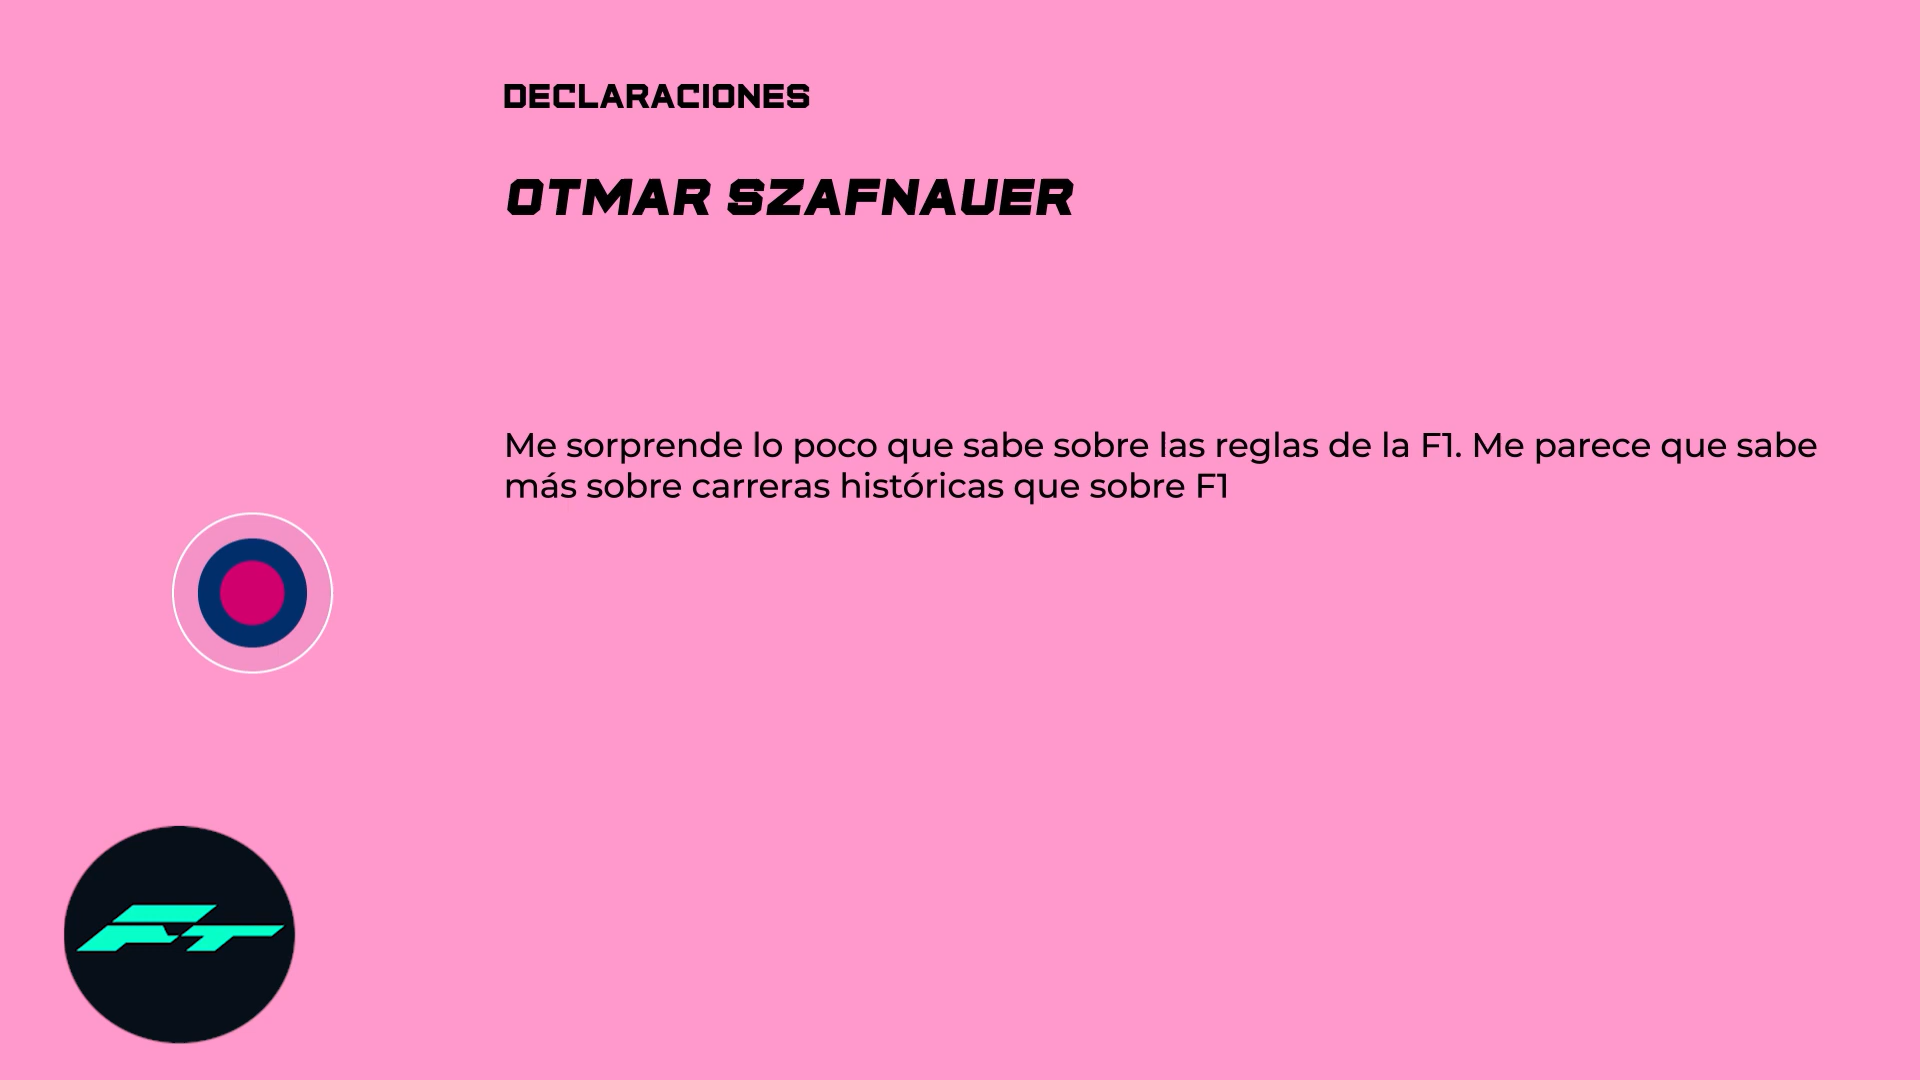 DECLARACIONES
OTMAR SZAFNAUER
Me sorprende lo poco que sabe sobre las reglas de la F1. Me parece que sabe
más sobre carreras históricas que sobre F1
FT